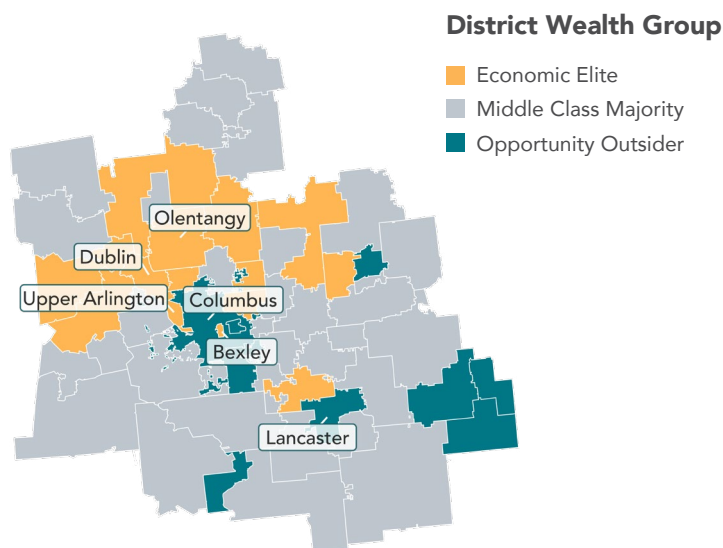 District Wealth Group
Economic Elite
Middle Class Majority
Opportunity Outsider
Olentangy
Dublin
Upper Arlington
Columbus
Bexley
Lancaster